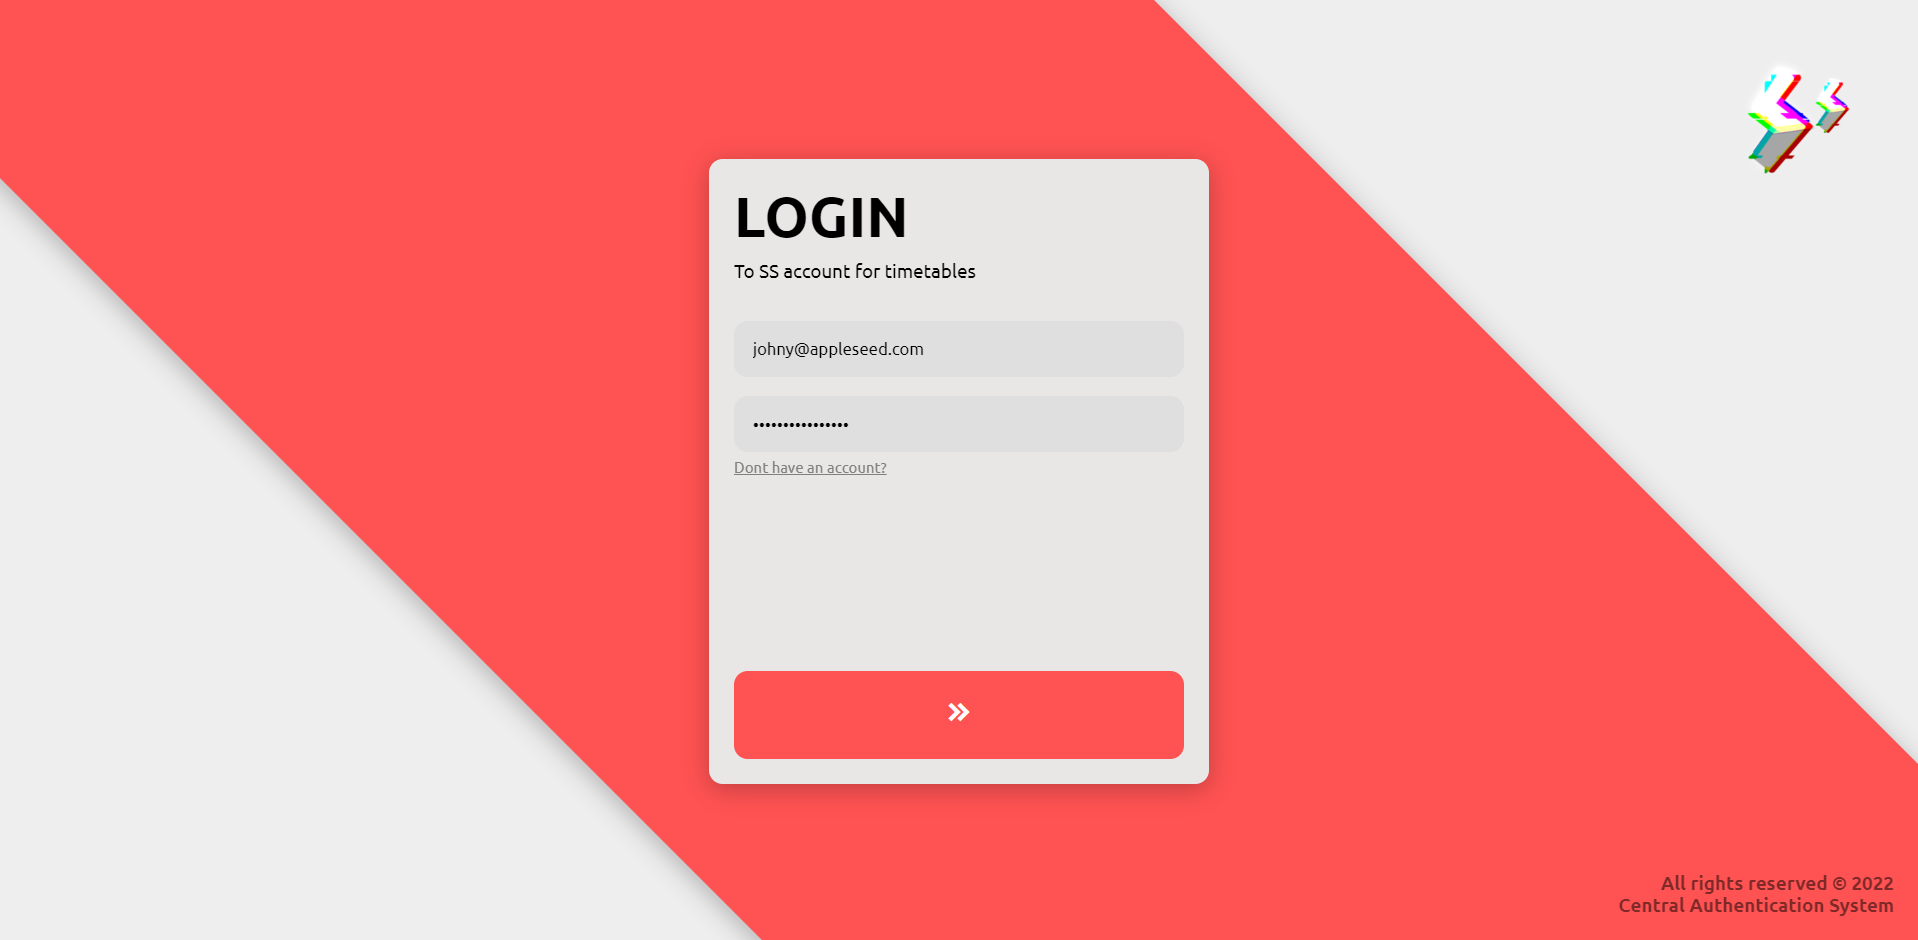 LOGIN
To SS account for timetables
johny@appleseed.com
••••••••••••••••
Dont have an account?
»
All rights reserved © 2022
Central Authentication System